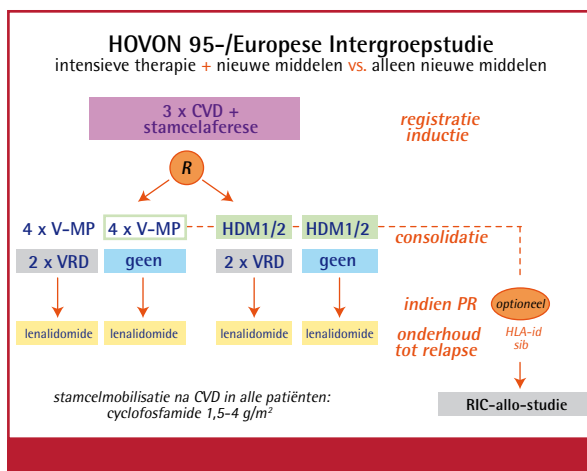 HOVON 95-/Europese Intergroepstudie
intensieve therapie + nieuwe middelen vs. alleen nieuwe middelen
3 x CVD +
stamcelaferese
registratie
inductie
R
4 x V-MP 4 x V-MP HDM1/2 HDM1/2 consolidatie
2 x VRD geen 2 x VRD geen
indien PR optioneel
lenalidomide lenalidomide lenalidomide lenalidomide
onderhoud
tot relapse
HLA-id
sib
stamcelmobilisatie na CVD in alle patiënten:
cyclofosfamide 1,5-4 g/m²
RIC-allo-studie